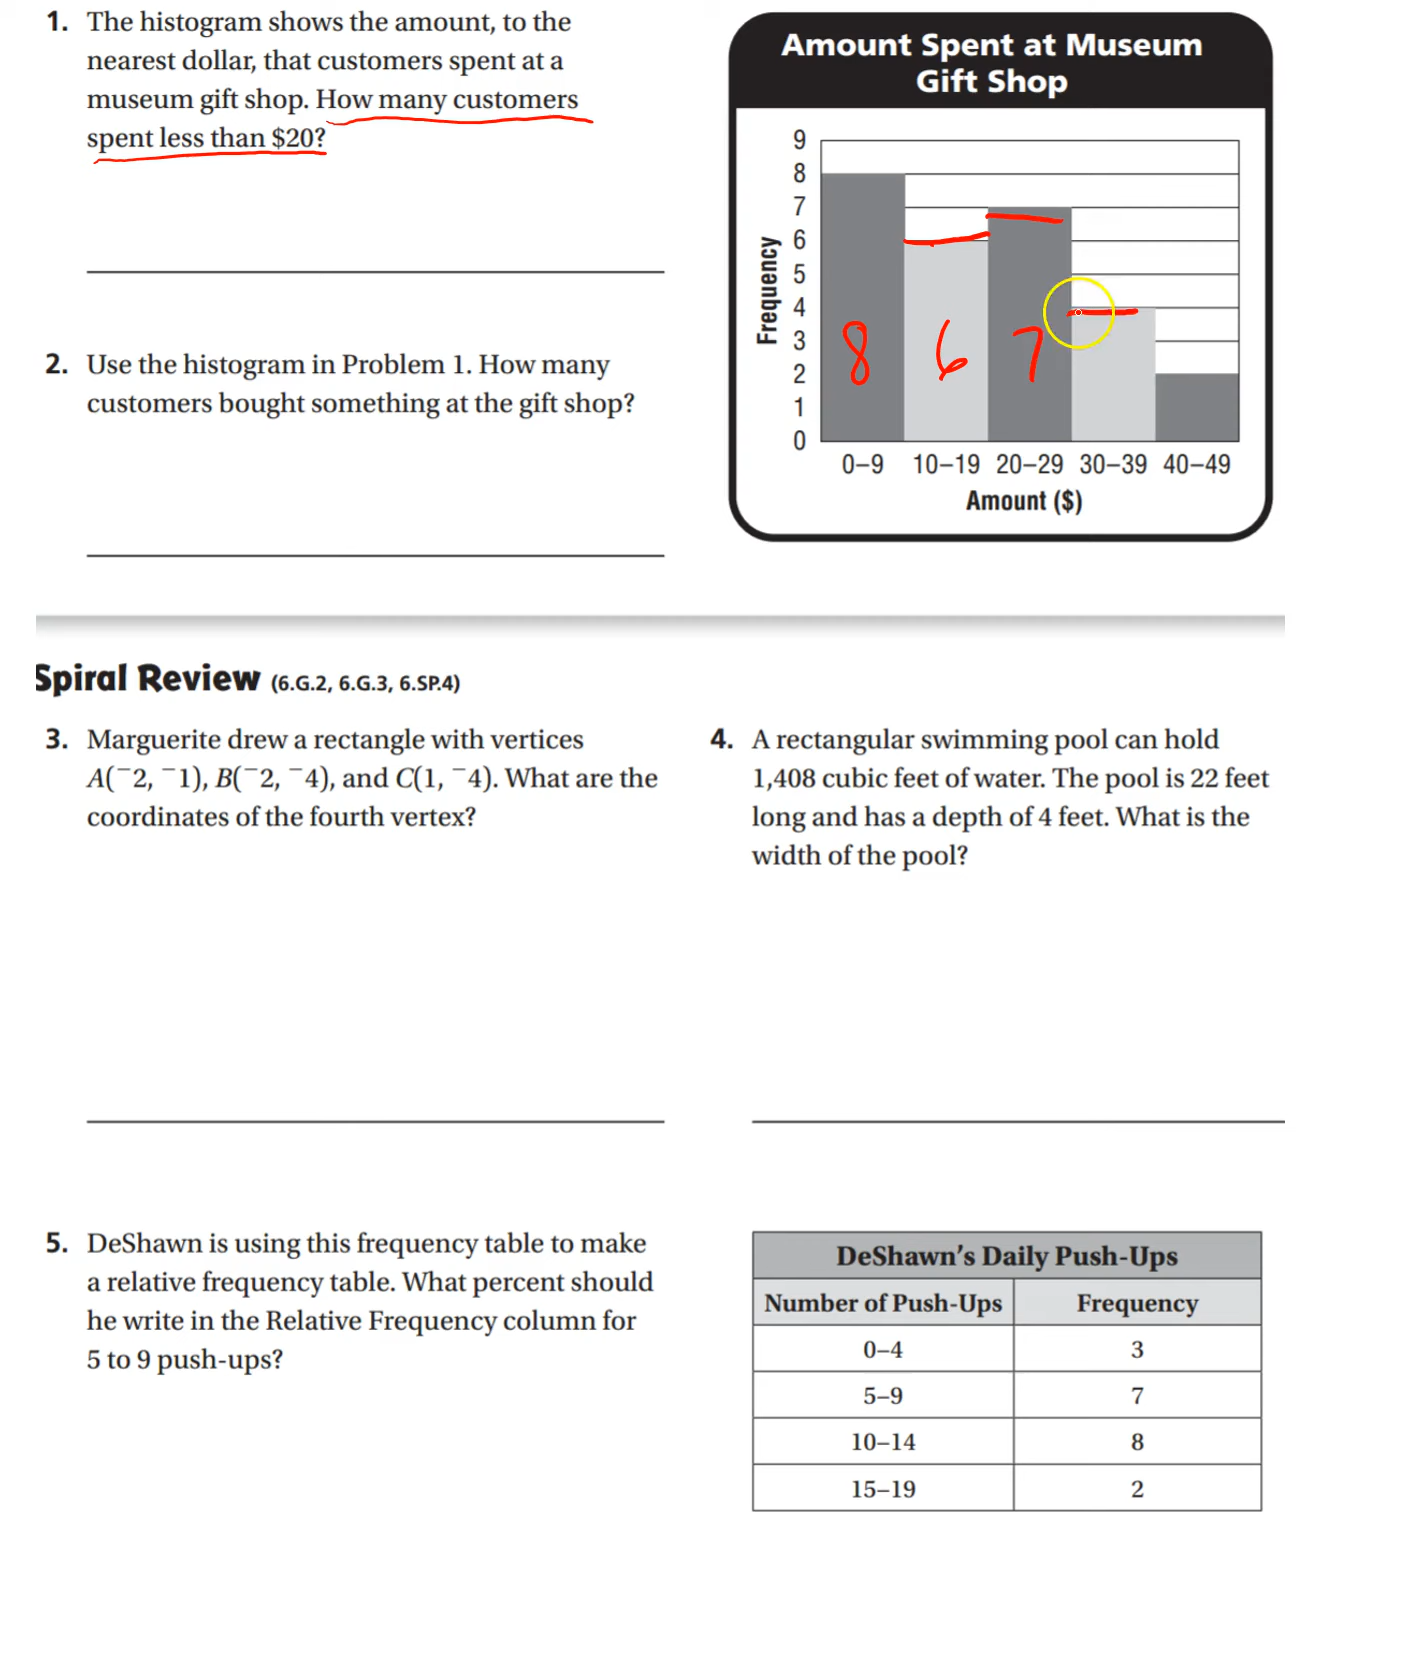 1. The histogram shows the amount, to the
nearest dollar, that customers spent at a
museum gift shop. How many customers
spent less than $20?
Amount Spent at Museum
Gift Shop
9
8
7
6
5
4
3
2
1
0
Frequency
8 6 7
0–9 10–19 20–29 30–39 40–49
Amount ($)
2. Use the histogram in Problem 1. How many
customers bought something at the gift shop?
Spiral Review (6.G.2, 6.G.3, 6.SP.4)
3. Marguerite drew a rectangle with vertices
A(⁻2, ⁻1), B(⁻2, ⁻4), and C(1, ⁻4). What are the
coordinates of the fourth vertex?
4. A rectangular swimming pool can hold
1,408 cubic feet of water. The pool is 22 feet
long and has a depth of 4 feet. What is the
width of the pool?
5. DeShawn is using this frequency table to make
a relative frequency table. What percent should
he write in the Relative Frequency column for
5 to 9 push-ups?
DeShawn's Daily Push-Ups
Number of Push-Ups Frequency
0–4 3
5–9 7
10–14 8
15–19 2